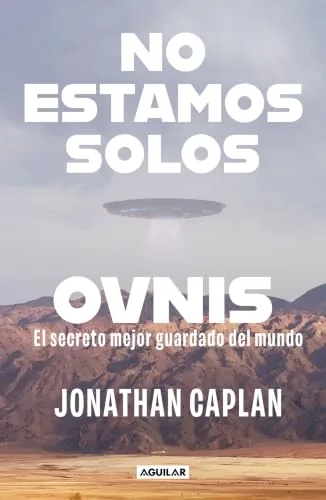 NO
ESTAMOS
SOLOS
OVNIS
El secreto mejor guardado del mundo
JONATHAN CAPLAN
AGUILAR